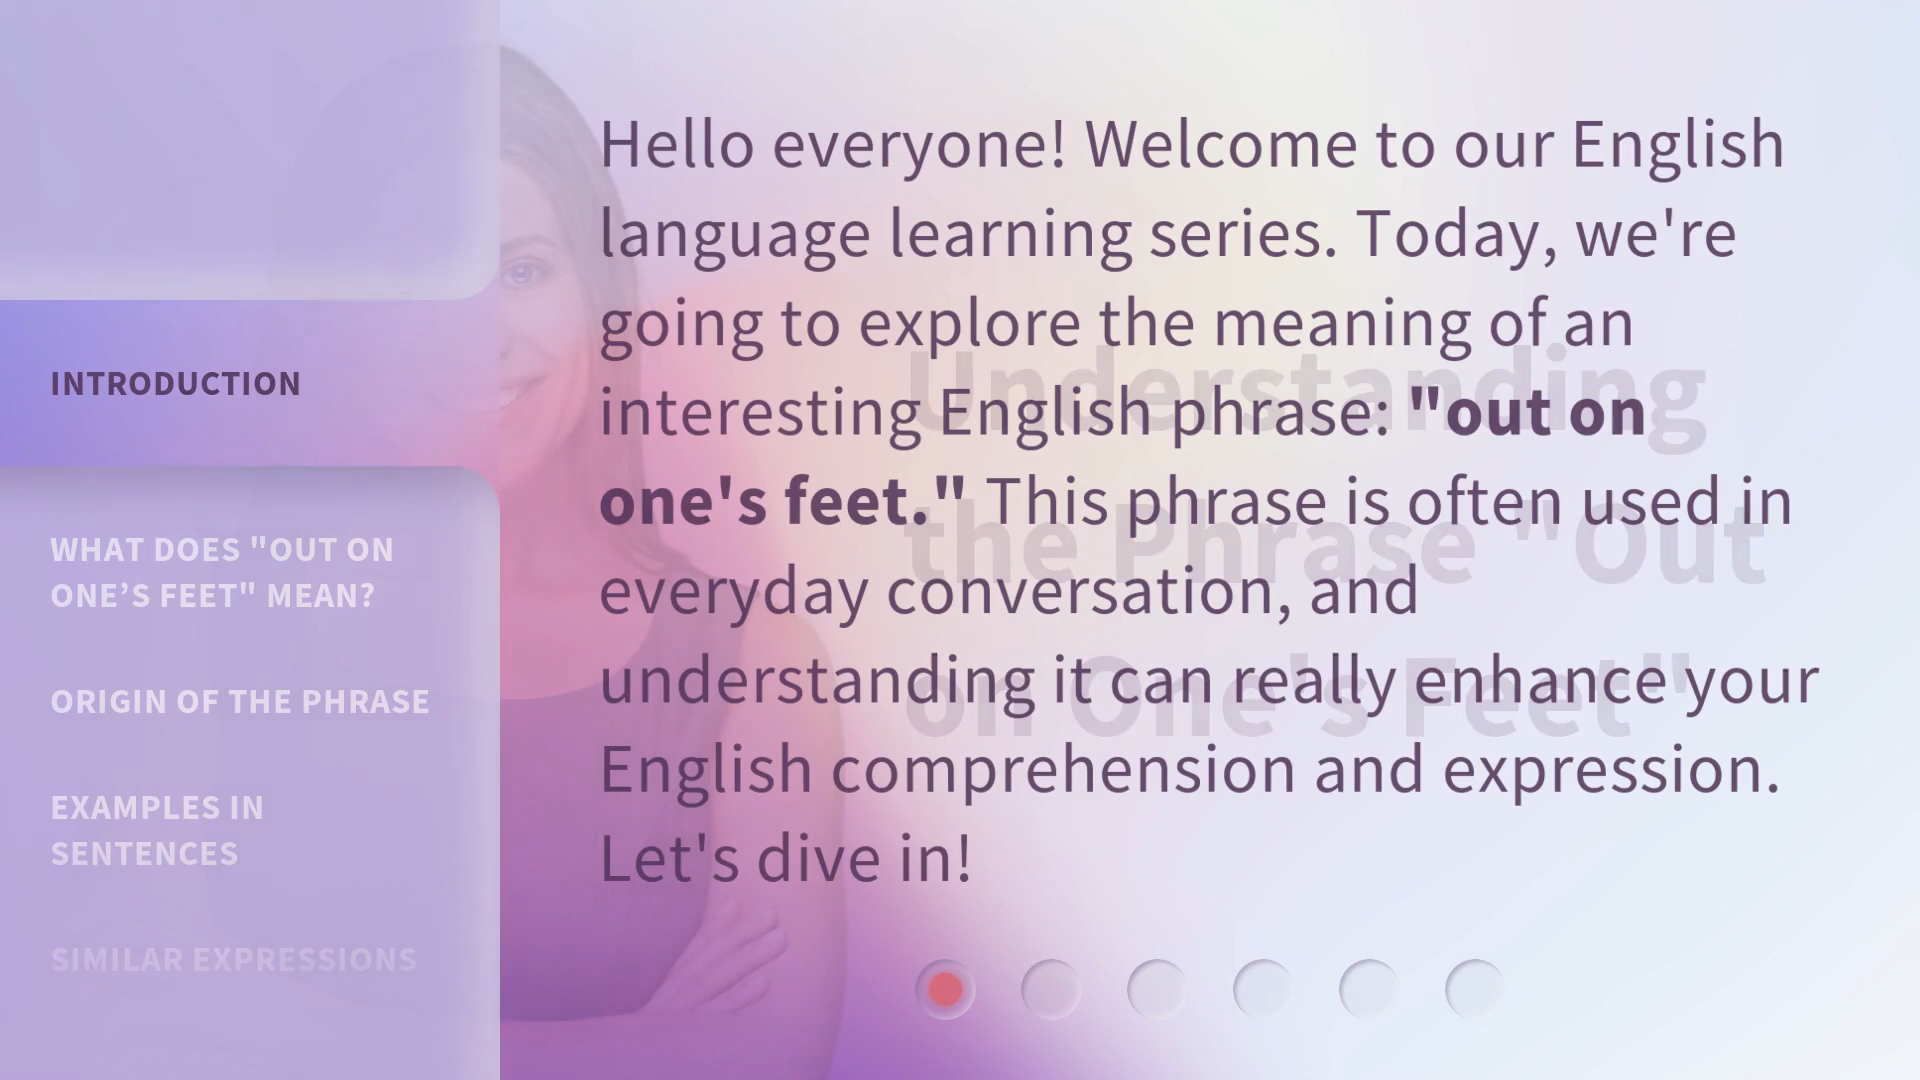 INTRODUCTION
WHAT DOES "OUT ON
ONE’S FEET" MEAN?
ORIGIN OF THE PHRASE
EXAMPLES IN
SENTENCES
SIMILAR EXPRESSIONS
Hello everyone! Welcome to our English
language learning series. Today, we're
going to explore the meaning of an
interesting English phrase: "out on
one's feet." This phrase is often used in
everyday conversation, and
understanding it can really enhance your
English comprehension and expression.
Let's dive in!
Understanding
the Phrase "Out
on One's Feet"